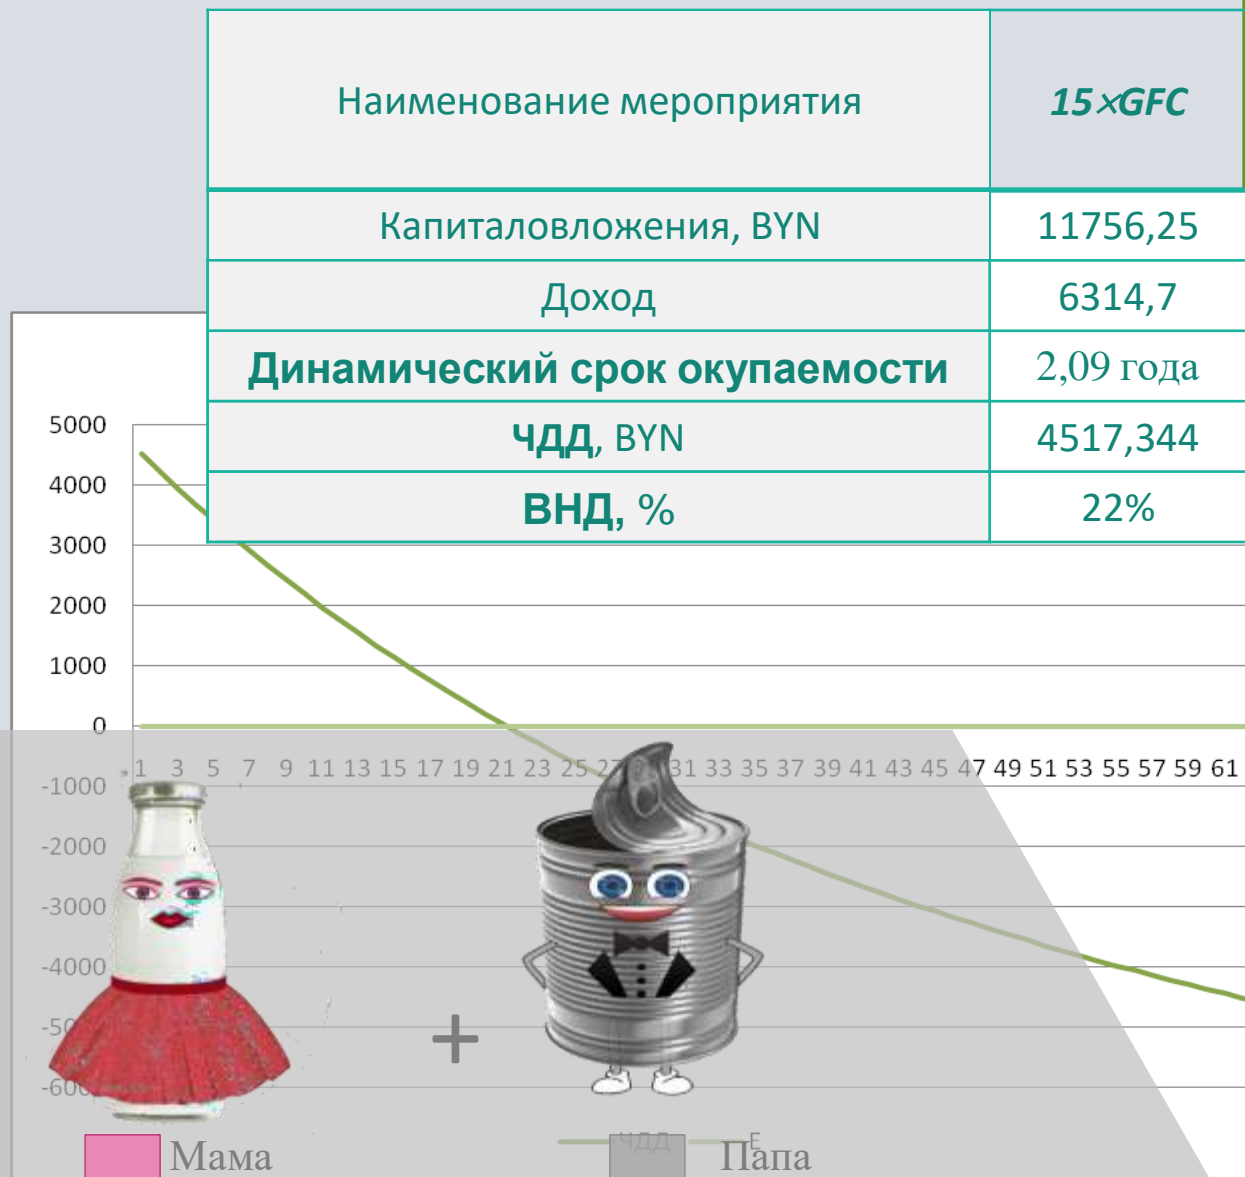 Наименование мероприятия 15×GFC
Капиталовложения, BYN 11756,25
Доход 6314,7
Динамический срок окупаемости 2,09 года
ЧДД, BYN 4517,344
ВНД, % 22%
5000
4000
3000
2000
1000
0
1 3 5 7 9 11 13 15 17 19 21 23 25 31 33 35 37 39 41 43 45 47 49 51 53 55 57 59 61
-1000
-2000
-3000
-4000
+
ЧДД Е
Мама Папа